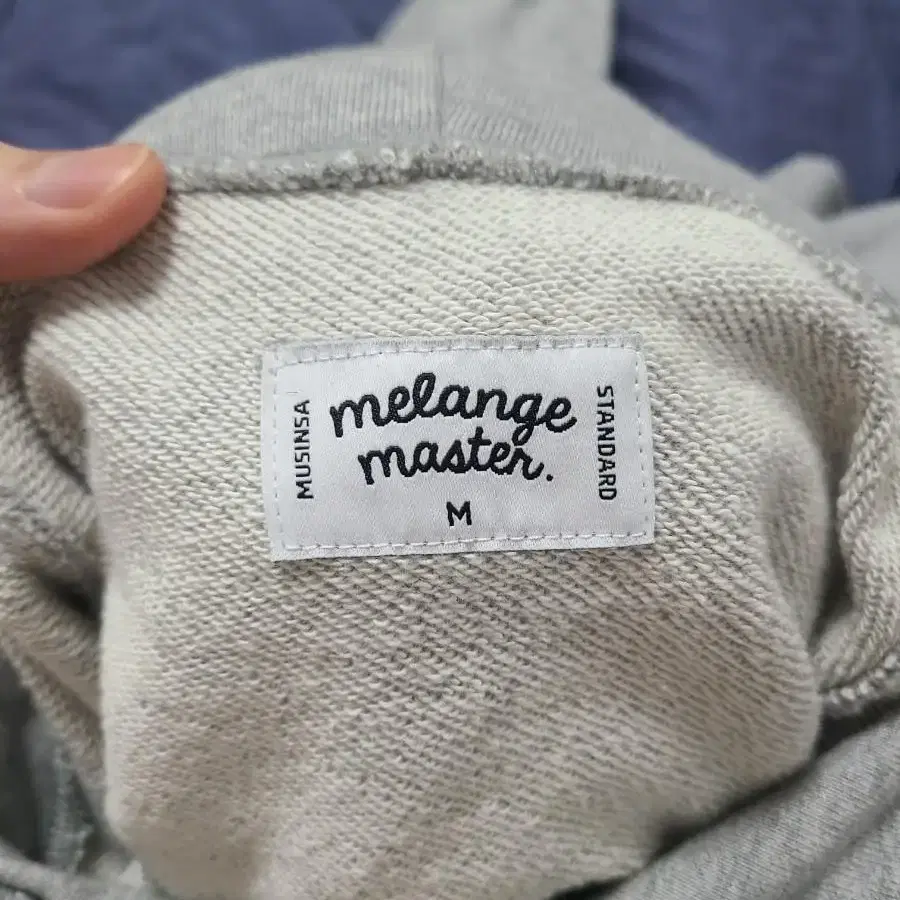 MUSINSA
melange
master.
M
STANDARD